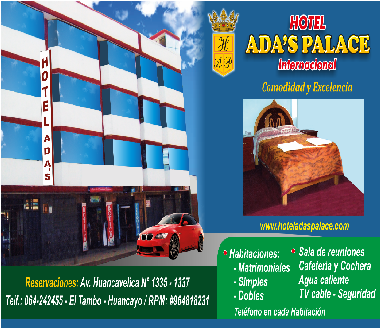 HOTEL
ADA'S PALACE
Internacional
Comodidad y Excelencia
HOTEL ADA'S
www.hoteladaspalace.com
Reservaciones: Av. Huancavelica N° 1335 - 1337
Telf.: 064-242455 - El Tambo - Huancayo / RPM: #964818231
Habitaciones:
- Matrimoniales
- Simples
- Dobles
Sala de reuniones
Cafetería y Cochera
Agua caliente
TV cable - Seguridad
Teléfono en cada Habitación